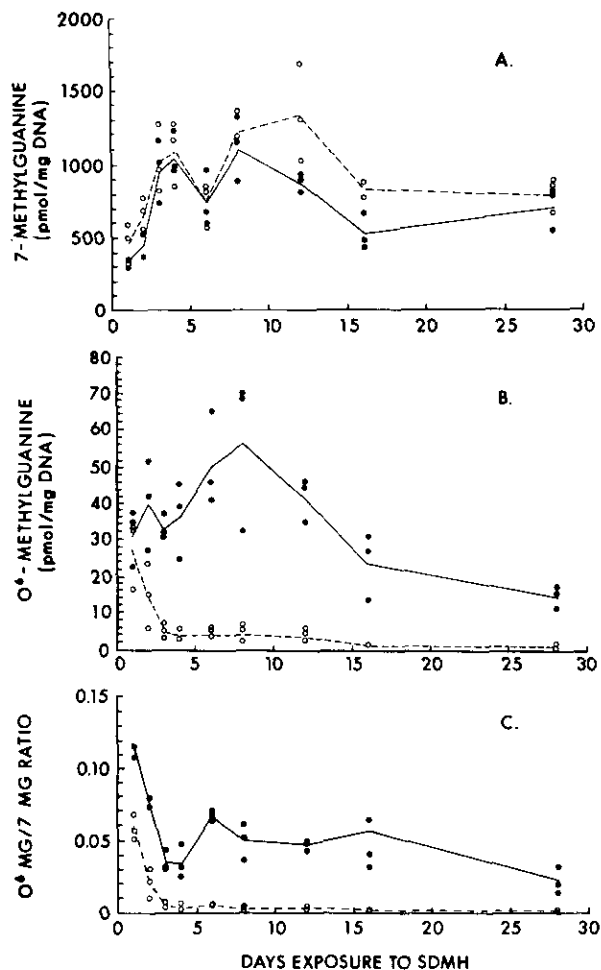 A.
7-METHYLGUANINE
(pmol/mg DNA)
2000
1500
1000
500
0
0 5 10 15 20 25 30
B.
O⁶-METHYLGUANINE
(pmol/mg DNA)
80
70
60
50
40
30
20
10
0
0 5 10 15 20 25 30
C.
O⁶ MG/7 MG RATIO
0.15
0.10
0.05
0
0 5 10 15 20 25 30
DAYS EXPOSURE TO SDMH